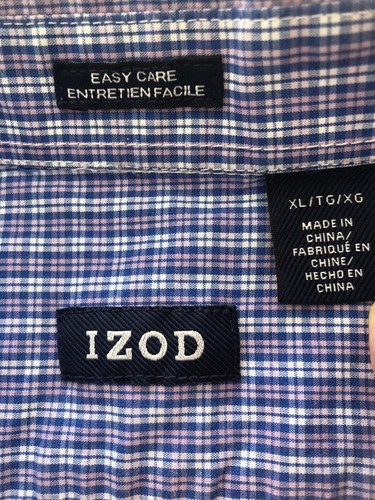 EASY CARE
ENTRETIEN FACILE
XL/TG/XG
MADE IN
CHINA/
FABRIQUÉ EN
CHINE/
HECHO EN
CHINA
IZOD